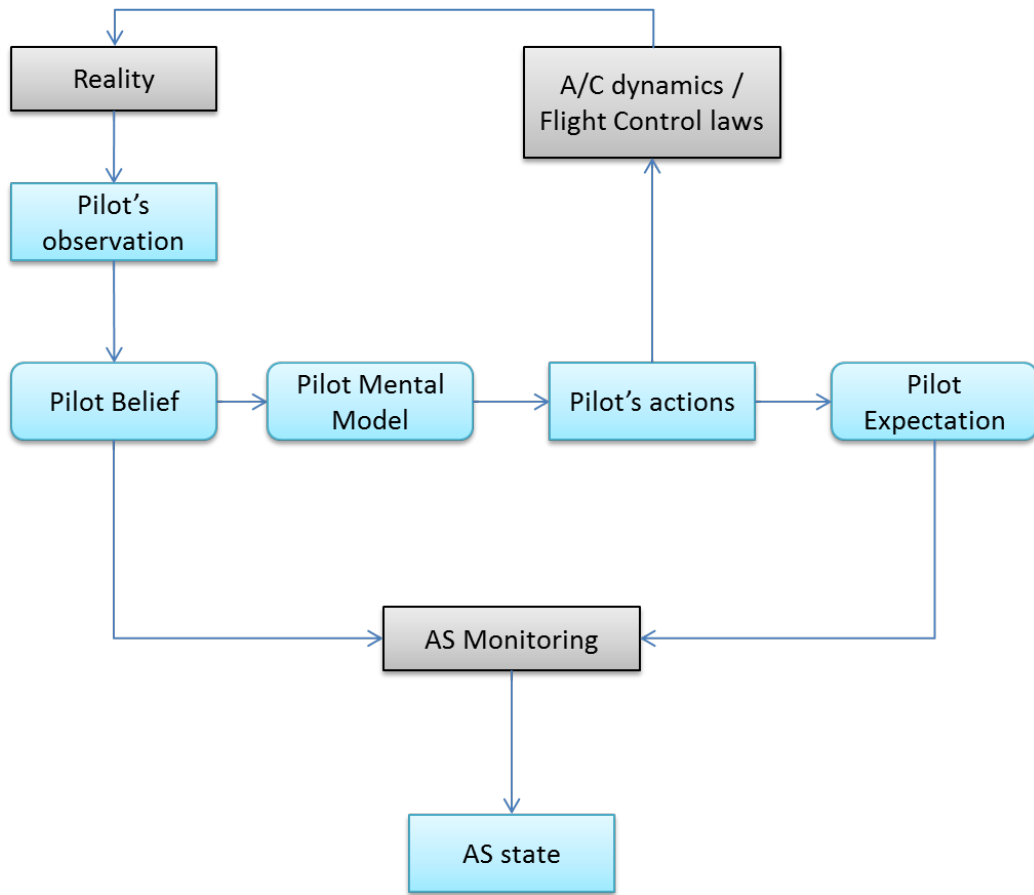 Reality
A/C dynamics /
Flight Control laws
Pilot’s
observation
Pilot Belief
Pilot Mental
Model
Pilot’s actions
Pilot
Expectation
AS Monitoring
AS state